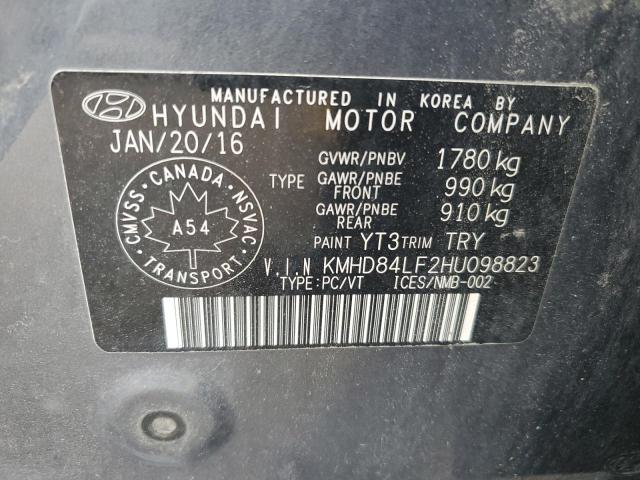 MANUFACTURED IN KOREA BY
HYUNDAI MOTOR COMPANY
JAN/20/16
GVWR/PNBV 1780 kg
TYPE GAWR/PNBE FRONT 990 kg
GAWR/PNBE REAR 910 kg
PAINT YT3 TRIM TRY
V.I.N KMHD84LF2HU098823
TYPE:PC/VT ICES/NMB-002
CMVSS · CANADA · NSVAC
A54
TRANSPORT